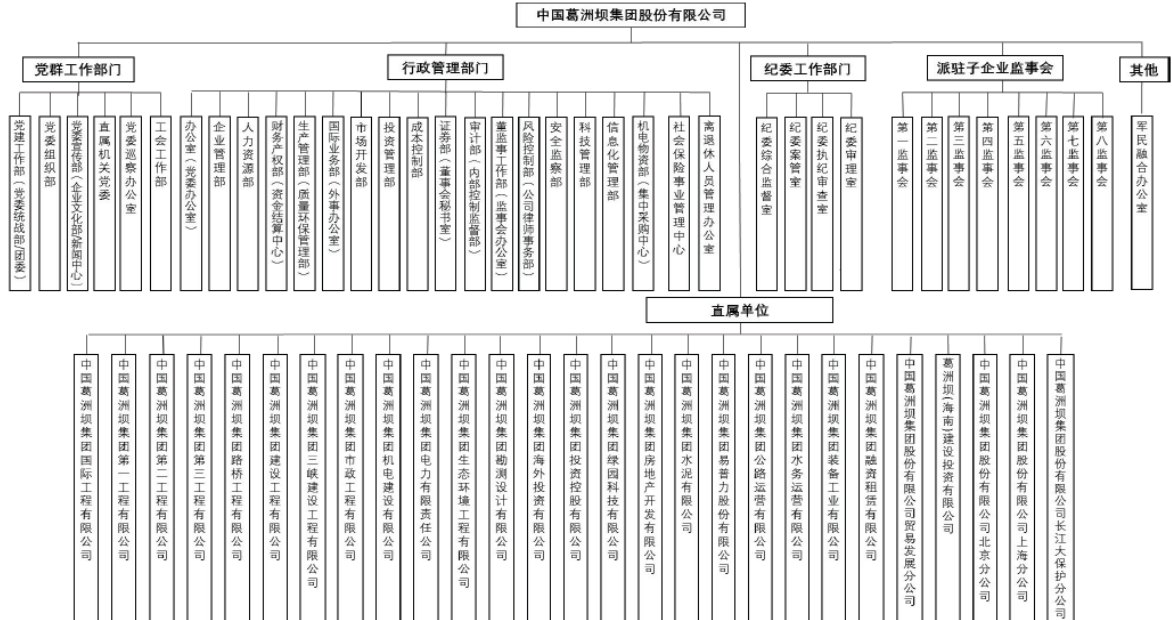 中国葛洲坝集团股份有限公司
党群工作部门
行政管理部门
纪委工作部门
派驻子企业监事会
其他
党建工作部（党委统战部/团委）
党委组织部
党委宣传部（企业文化部/新闻中心）
直属机关党委
党委巡察办公室
工会工作部
办公室（党委办公室）
企业管理部
人力资源部
财务产权部（资金结算中心）
生产管理部（质量环保管理部）
国际业务部（外事办公室）
市场开发部
投资管理部
成本控制部
证券部（董事会秘书室）
审计部（内部控制监督部）
董监事工作部（监事会办公室）
风险控制部（公司律师事务部）
安全监察部
科技管理部
信息化管理部
机电物资部（集中采购中心）
社会保险事业管理中心
离退休人员管理办公室
纪委综合监督室
纪委案管室
纪委执纪审查室
纪委审理室
第一监事会
第二监事会
第三监事会
第四监事会
第五监事会
第六监事会
第七监事会
第八监事会
军民融合办公室
直属单位
中国葛洲坝集团国际工程有限公司
中国葛洲坝集团第一工程有限公司
中国葛洲坝集团第二工程有限公司
中国葛洲坝集团第三工程有限公司
中国葛洲坝集团路桥工程有限公司
中国葛洲坝集团建设工程有限公司
中国葛洲坝集团三峡建设工程有限公司
中国葛洲坝集团市政工程有限公司
中国葛洲坝集团机电建设有限公司
中国葛洲坝集团电力有限责任公司
中国葛洲坝集团生态环境工程有限公司
中国葛洲坝集团勘测设计有限公司
中国葛洲坝集团海外投资有限公司
中国葛洲坝集团投资控股有限公司
中国葛洲坝集团绿园科技有限公司
中国葛洲坝集团房地产开发有限公司
中国葛洲坝集团水泥有限公司
中国葛洲坝集团易普力股份有限公司
中国葛洲坝集团公路运营有限公司
中国葛洲坝集团水务运营有限公司
中国葛洲坝集团装备工业有限公司
中国葛洲坝集团融资租赁有限公司
中国葛洲坝集团股份有限公司贸易发展分公司
葛洲坝(海南)建设投资有限公司
中国葛洲坝集团股份有限公司北京分公司
中国葛洲坝集团股份有限公司上海分公司
中国葛洲坝集团股份有限公司长江大保护分公司